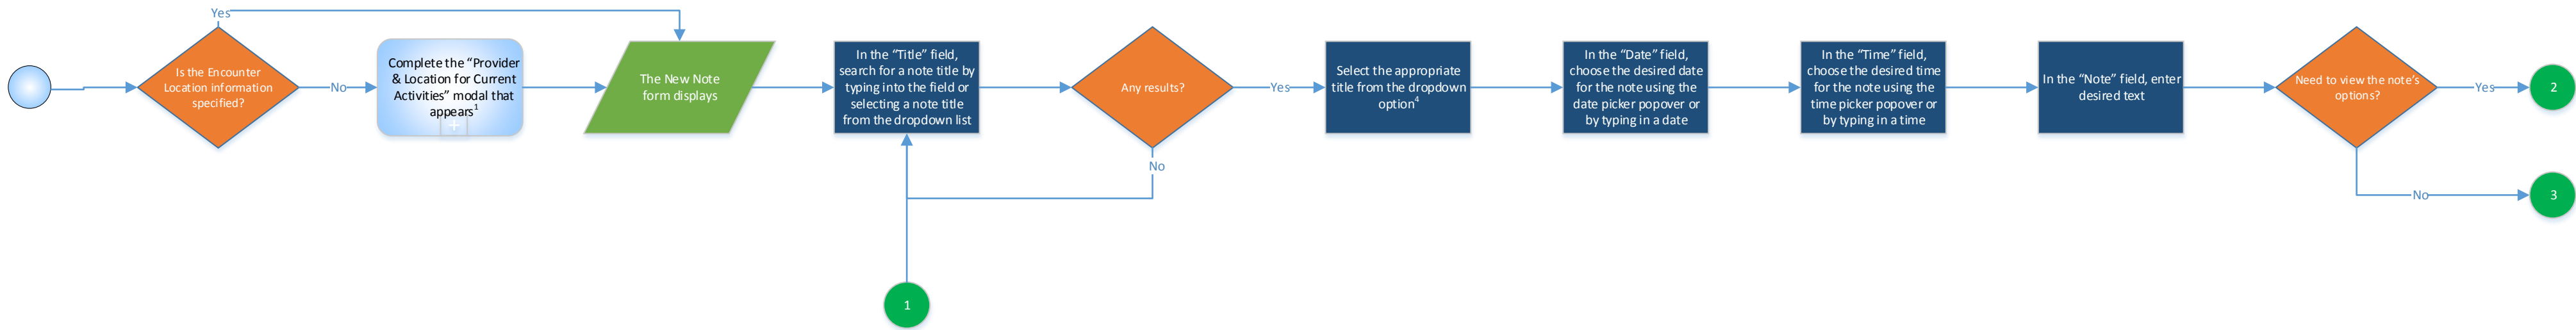 Yes
Is the Encounter
Location information
specified?
No
Complete the “Provider
& Location for Current
Activities” modal that
appears1
+
The New Note
form displays
In the “Title” field,
search for a note title by
typing into the field or
selecting a note title
from the dropdown list
Any results?
Yes
No
Select the appropriate
title from the dropdown
option4
In the “Date” field,
choose the desired date
for the note using the
date picker popover or
by typing in a date
In the “Time” field,
choose the desired time
for the note using the
time picker popover or
by typing in a time
In the “Note” field, enter
desired text
Need to view the note’s
options?
Yes
2
No
3
1